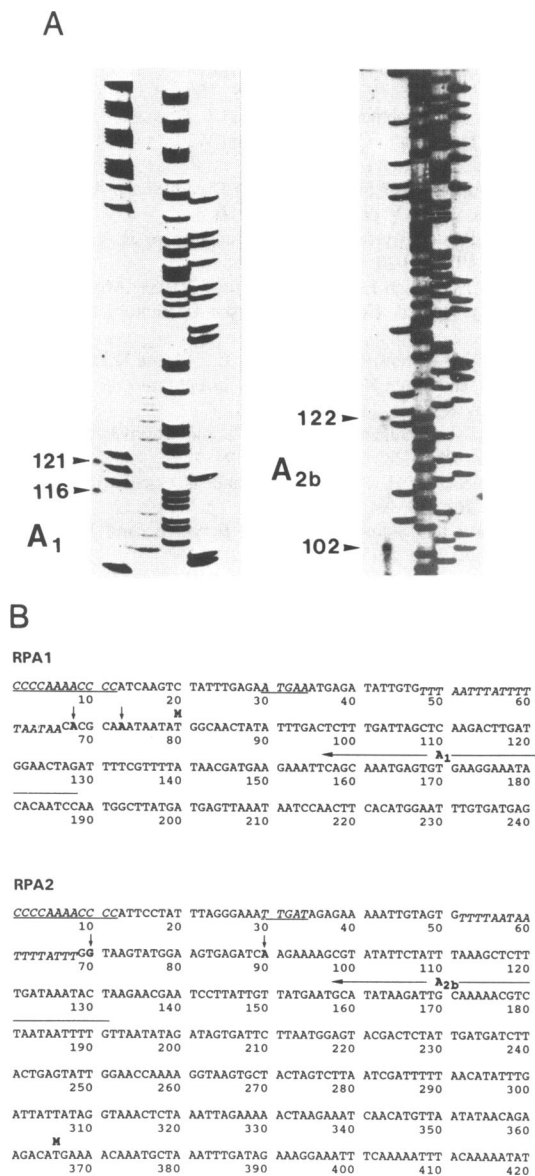 A
121
116
A1
122
A2b
102
B
RPA1
CCCCAAAACC CCATCAAGTC TATTTGAGAA TGAAATGAGA TATTGTGTTT AATTTATTTT
10 20 30 40 50 60
M
TAATAACACG CAAATAATAT GGCAACTATA TTTGACTCTT TGATTAGCTC AAGACTTGAT
70 80 90 100 110 120
A1
GGAACTAGAT TTTCGTTTTA TAACGATGAA GAAATTCAGC AAATGAGTGT GAAGGAAATA
130 140 150 160 170 180
CACAATCCAA TGGCTTATGA TGAGTTAAAT AATCCAACTT CACATGGAAT TTGTGATGAG
190 200 210 220 230 240
RPA2
CCCCAAAACC CCATTCCTAT TTAGGGAAAT TGATAGAGAA AAATTGTAGT GTTTTAATAA
10 20 30 40 50 60
TTTTATTTGG TAAGTATGGA AGTGAGATCA AGAAAAGCGT ATATTCTATT TAAAGCTCTT
70 80 90 100 110 120
A2b
TGATAAATAC TAAGAACGAA TCCTTATTGT TATGAATGCA TATAAGATTG CAAAAACGTC
130 140 150 160 170 180
TAATAATTTT GTTAATATAG ATAGTGATTC TTAATGGAGT ACGACTCTAT TGATGATCTT
190 200 210 220 230 240
ACTGAGTATT GGAACCAAAA GGTAAGTGCT ACTAGTCTTA ATCGATTTTT AACATATTTG
250 260 270 280 290 300
ATTATTATAG GTAAACTCTA AATTAGAAAA ACTAAGAAAT CAACATGTTA ATATAACAGA
310 320 330 340 350 360
M
AGACATGAAA ACAAATGCTA AATTTGATAG AAAGGAAATT TCAAAAATTT ACAAAAATAT
370 380 390 400 410 420